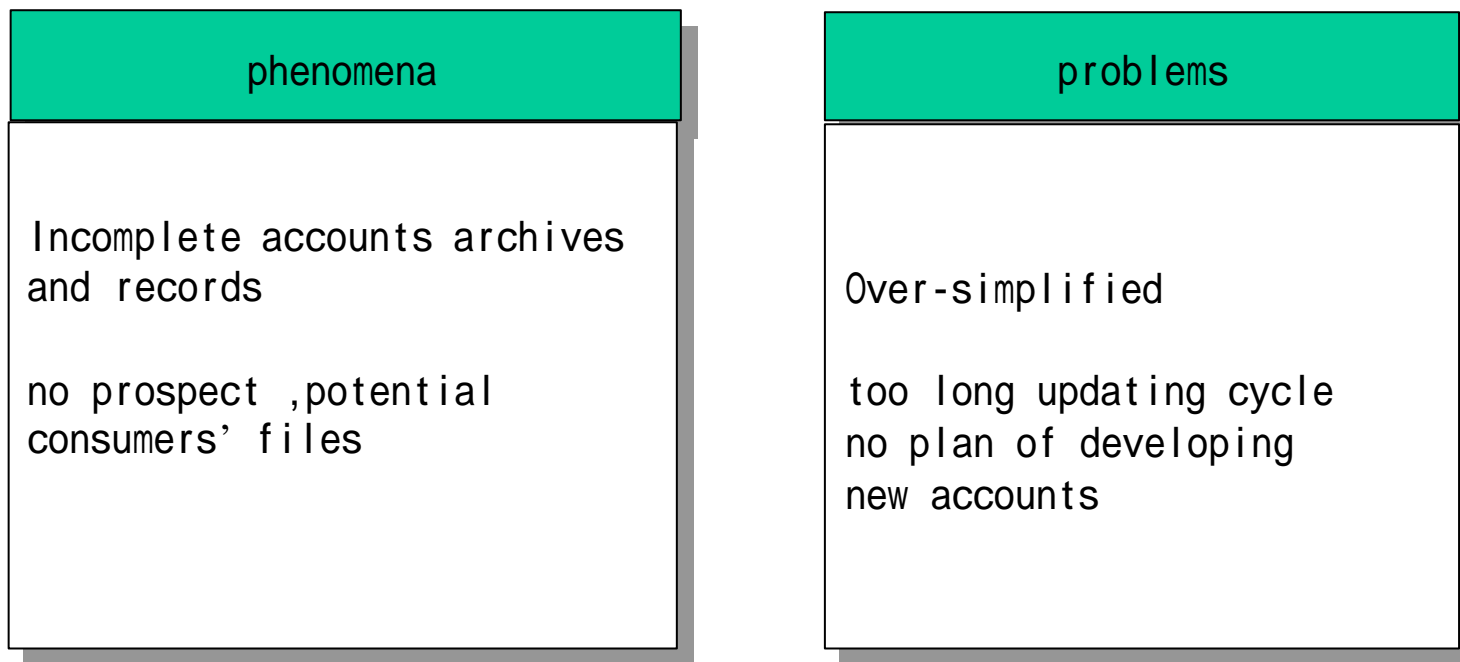 phenomena
Incomplete accounts archives
and records
no prospect ,potential
consumers’ files
problems
Over-simplified
too long updating cycle
no plan of developing
new accounts